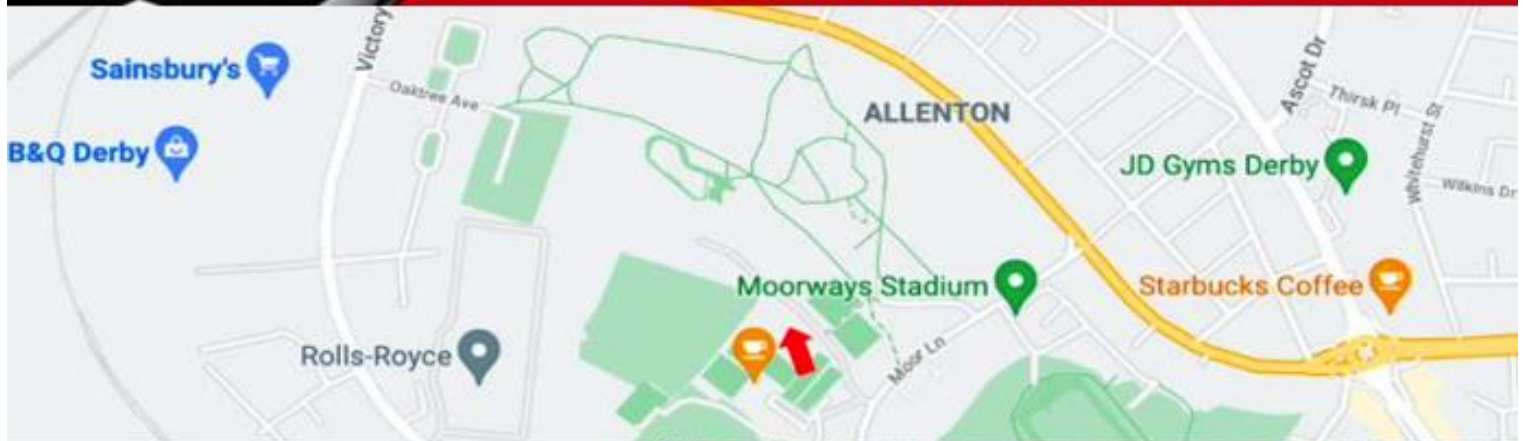 Victory
Sainsbury's
Oaktree Ave
ALLENTON
Ascot Dr
Thirsk Pl
B&Q Derby
JD Gyms Derby
Whitehurst St
Wilkins Dr
Moorways Stadium
Starbucks Coffee
Rolls-Royce
Moor Ln